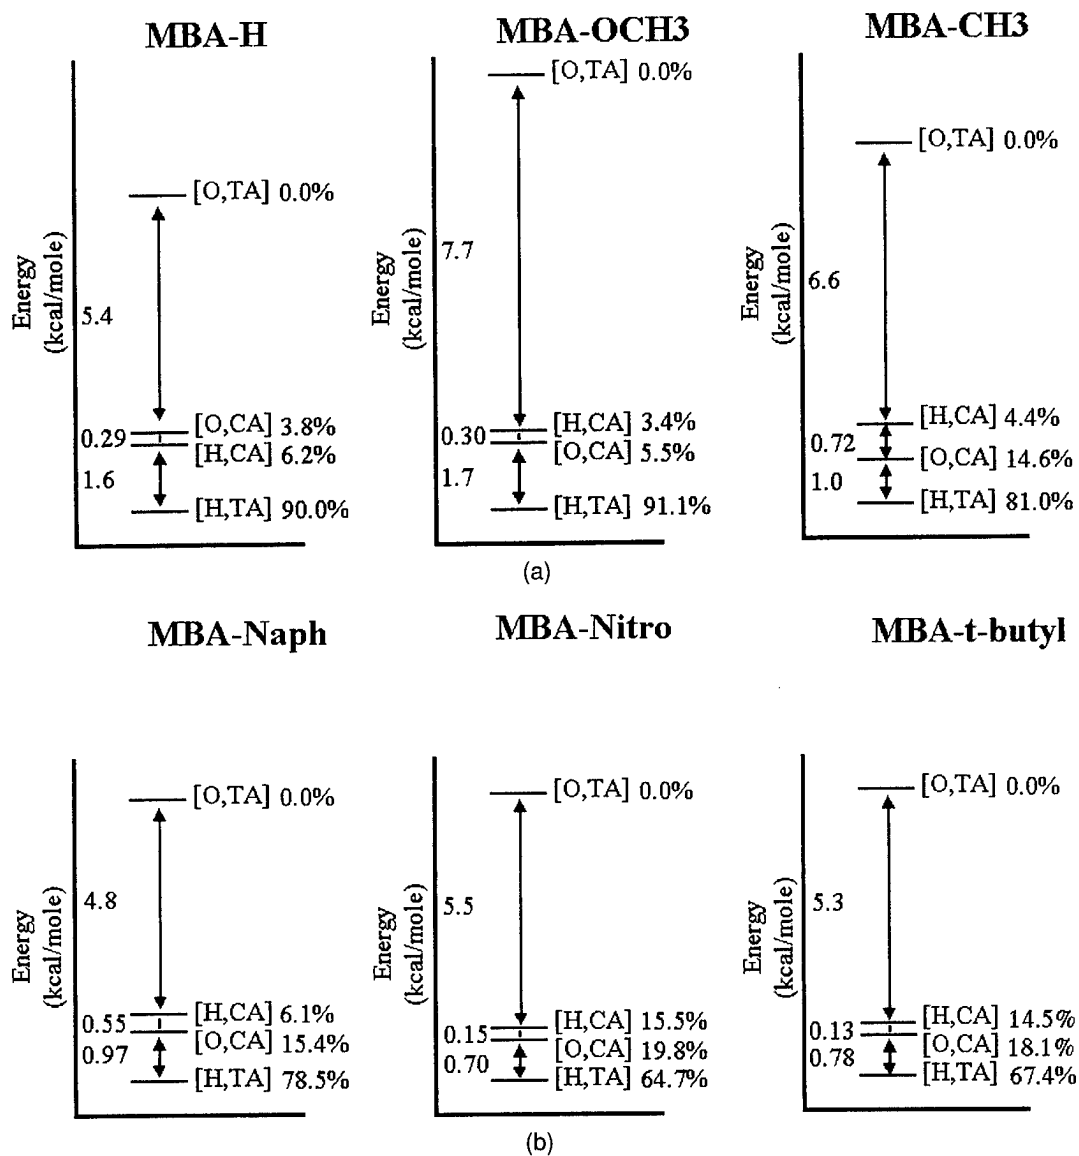 MBA-H
Energy
(kcal/mole)
[O,TA] 0.0%
5.4
[O,CA] 3.8%
0.29
[H,CA] 6.2%
1.6
[H,TA] 90.0%
MBA-OCH3
Energy
(kcal/mole)
[O,TA] 0.0%
7.7
[H,CA] 3.4%
0.30
[O,CA] 5.5%
1.7
[H,TA] 91.1%
MBA-CH3
Energy
(kcal/mole)
[O,TA] 0.0%
6.6
[H,CA] 4.4%
0.72
[O,CA] 14.6%
1.0
[H,TA] 81.0%
(a)
MBA-Naph
Energy
(kcal/mole)
[O,TA] 0.0%
4.8
[H,CA] 6.1%
0.55
[O,CA] 15.4%
0.97
[H,TA] 78.5%
MBA-Nitro
Energy
(kcal/mole)
[O,TA] 0.0%
5.5
[H,CA] 15.5%
0.15
[O,CA] 19.8%
0.70
[H,TA] 64.7%
MBA-t-butyl
Energy
(kcal/mole)
[O,TA] 0.0%
5.3
[H,CA] 14.5%
0.13
[O,CA] 18.1%
0.78
[H,TA] 67.4%
(b)